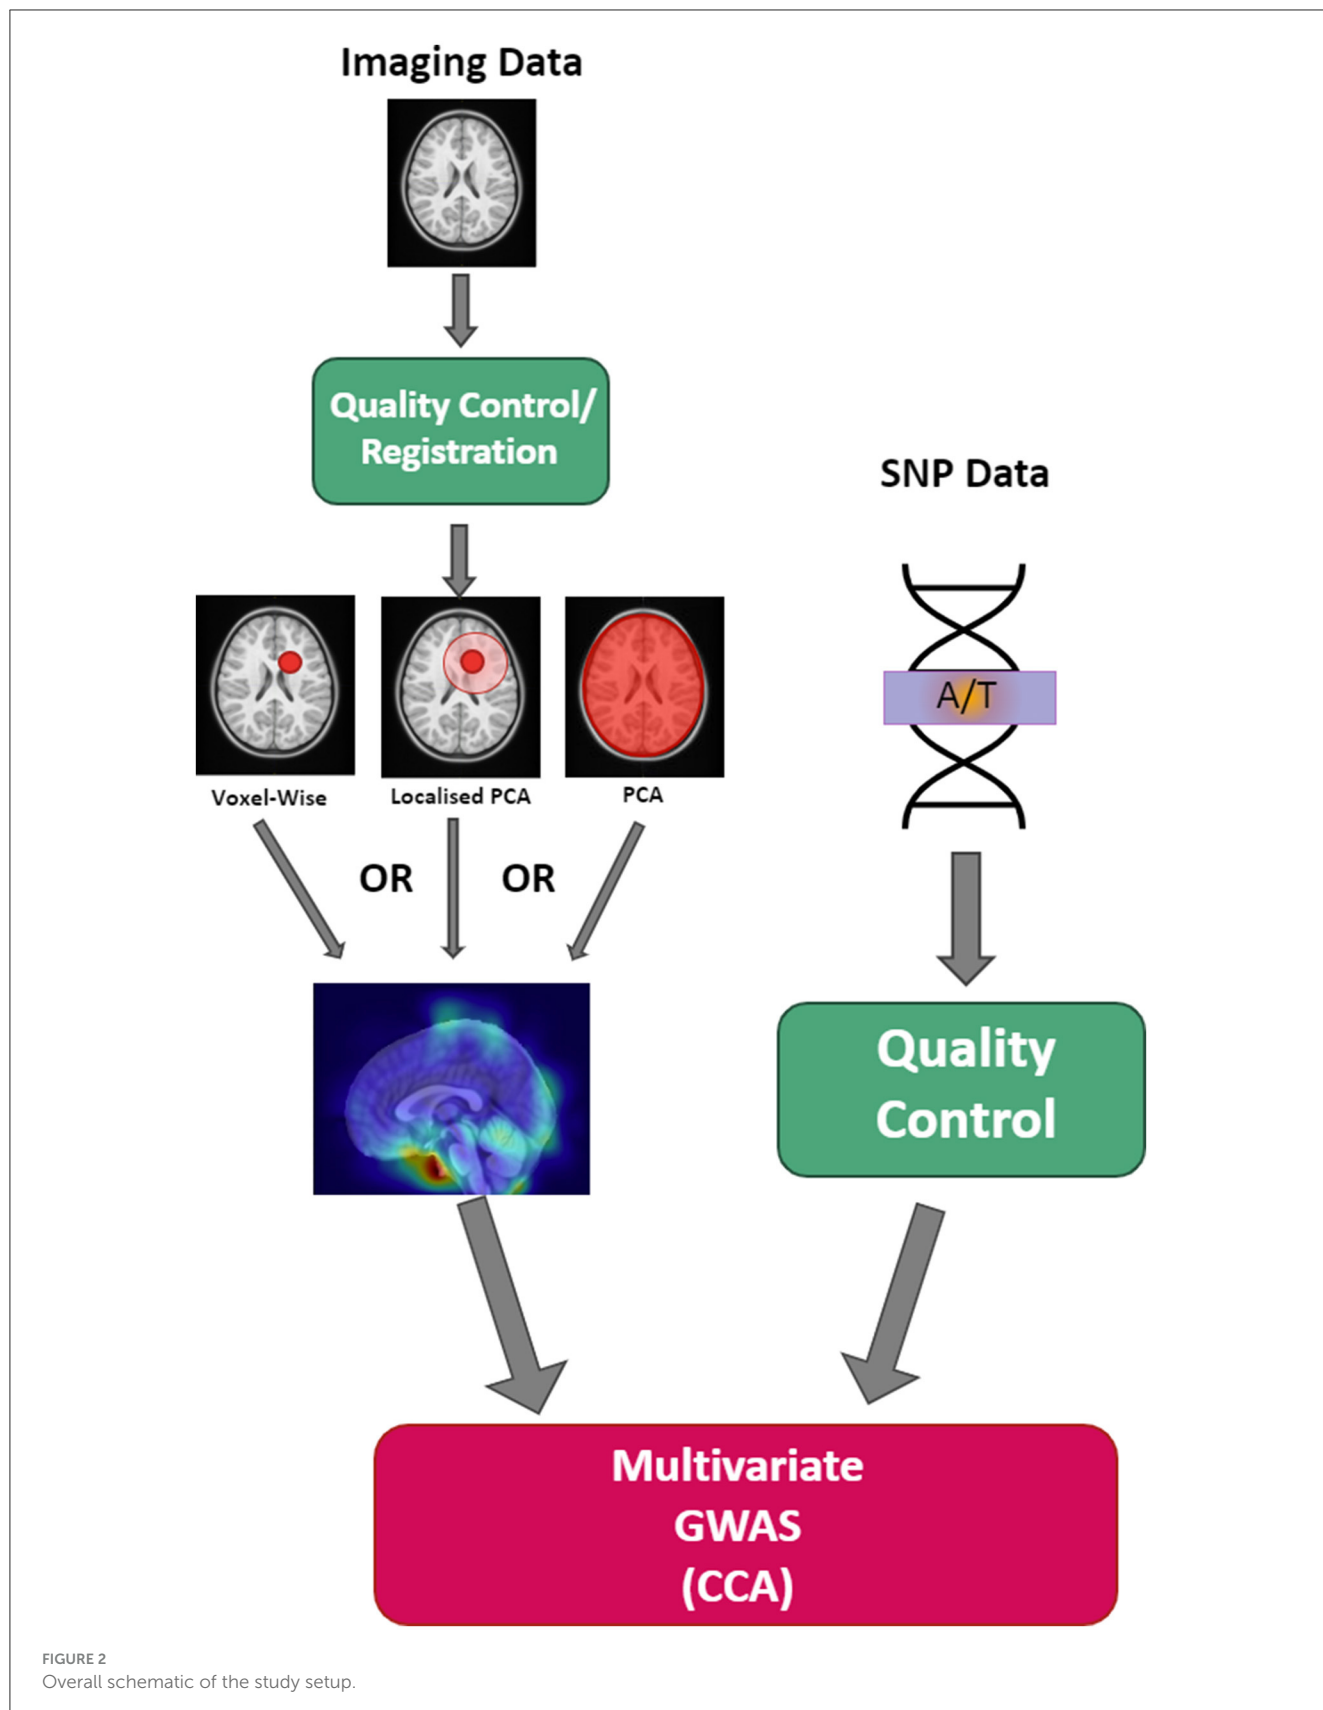 Imaging Data
Quality Control/
Registration
SNP Data
A/T
Voxel-Wise
Localised PCA
PCA
OR
OR
Quality
Control
Multivariate
GWAS
(CCA)
FIGURE 2
Overall schematic of the study setup.